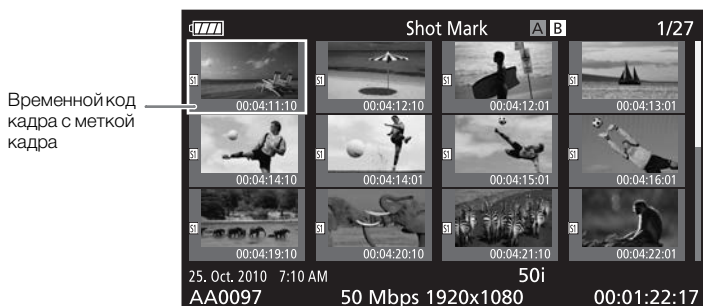 Shot Mark A B 1/27
Временной код
кадра с меткой
кадра
S1 S1 S1 S1
00:04:11:10 00:04:12:10 00:04:12:01 00:04:13:01
S1 S1 S1 S1
00:04:14:10 00:04:14:01 00:04:15:01 00:04:16:01
S1 S1 S1 S1
00:04:19:10 00:04:20:10 00:04:21:10 00:04:22:01
25. Oct. 2010 7:10 AM 50i
AA0097 50 Mbps 1920x1080 00:01:22:17